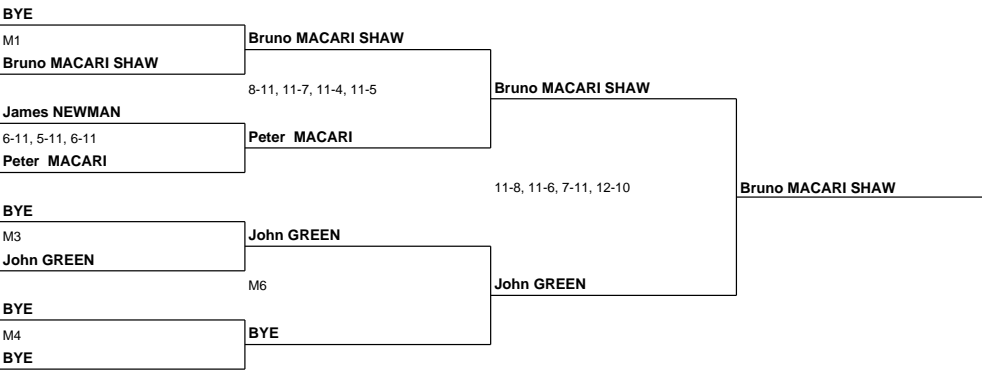 BYE
M1
Bruno MACARI SHAW
Bruno MACARI SHAW
8-11, 11-7, 11-4, 11-5
Bruno MACARI SHAW
James NEWMAN
6-11, 5-11, 6-11
Peter MACARI
Peter MACARI
11-8, 11-6, 7-11, 12-10
Bruno MACARI SHAW
BYE
M3
John GREEN
John GREEN
M6
John GREEN
BYE
M4
BYE
BYE